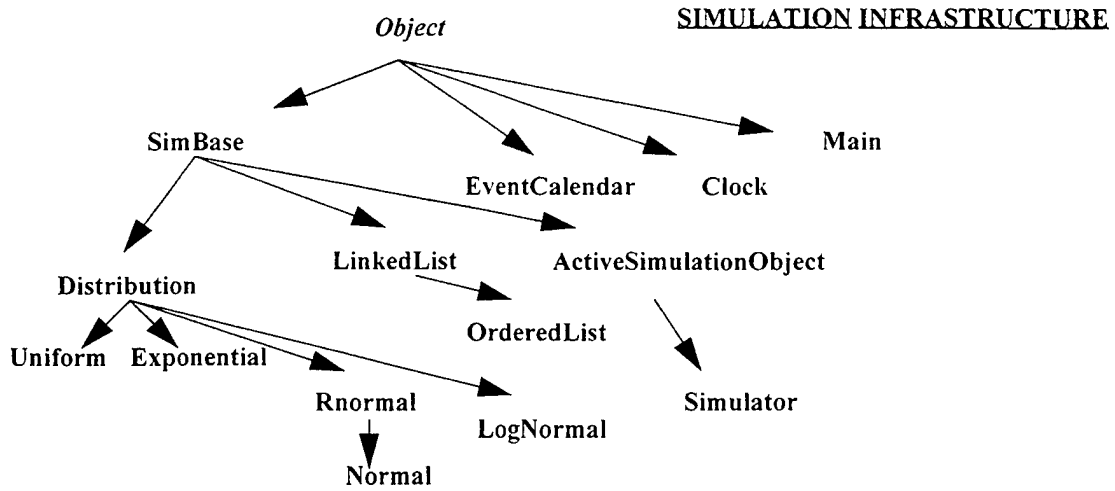 SIMULATION INFRASTRUCTURE
Object
SimBase
Main
EventCalendar
Clock
LinkedList
ActiveSimulationObject
Distribution
OrderedList
Uniform
Exponential
Rnormal
Simulator
LogNormal
Normal